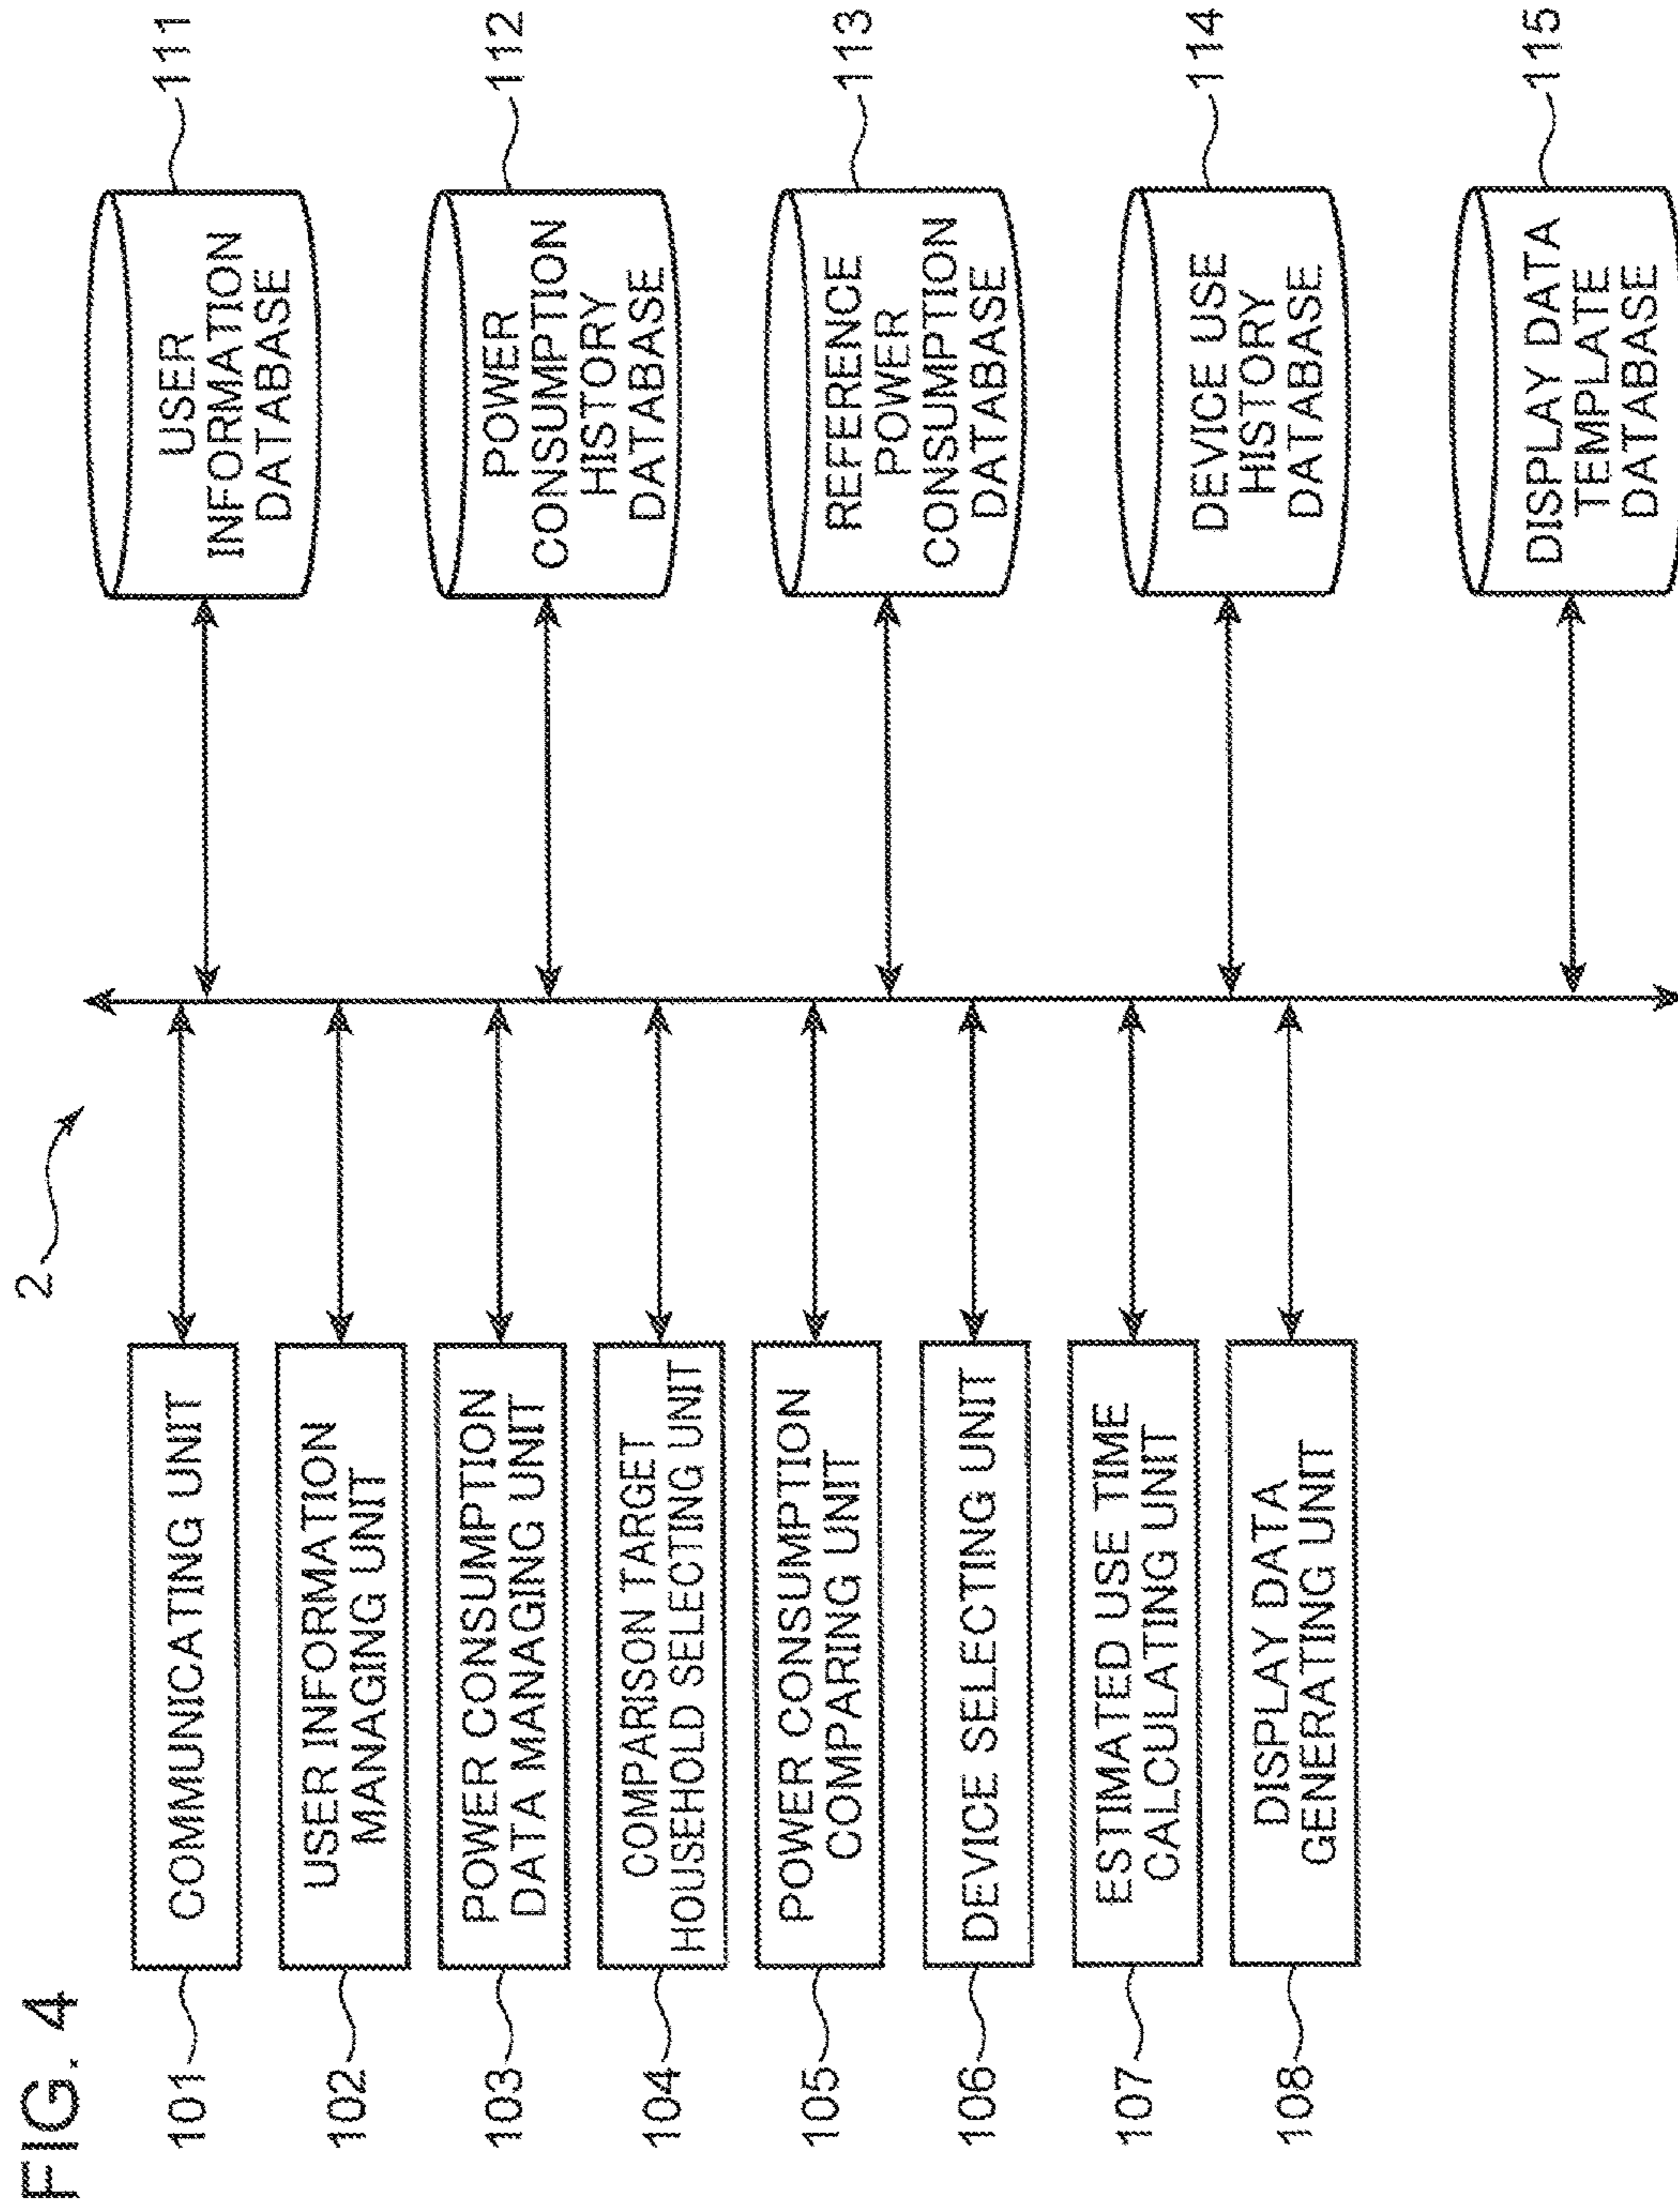 FIG. 4
2
101
COMMUNICATING UNIT
102
USER INFORMATION
MANAGING UNIT
103
POWER CONSUMPTION
DATA MANAGING UNIT
104
COMPARISON TARGET
HOUSEHOLD SELECTING UNIT
105
POWER CONSUMPTION
COMPARING UNIT
106
DEVICE SELECTING UNIT
107
ESTIMATED USE TIME
CALCULATING UNIT
108
DISPLAY DATA
GENERATING UNIT
USER
INFORMATION
DATABASE
111
POWER
CONSUMPTION
HISTORY
DATABASE
112
REFERENCE
POWER
CONSUMPTION
DATABASE
113
DEVICE USE
HISTORY
DATABASE
114
DISPLAY DATA
TEMPLATE
DATABASE
115